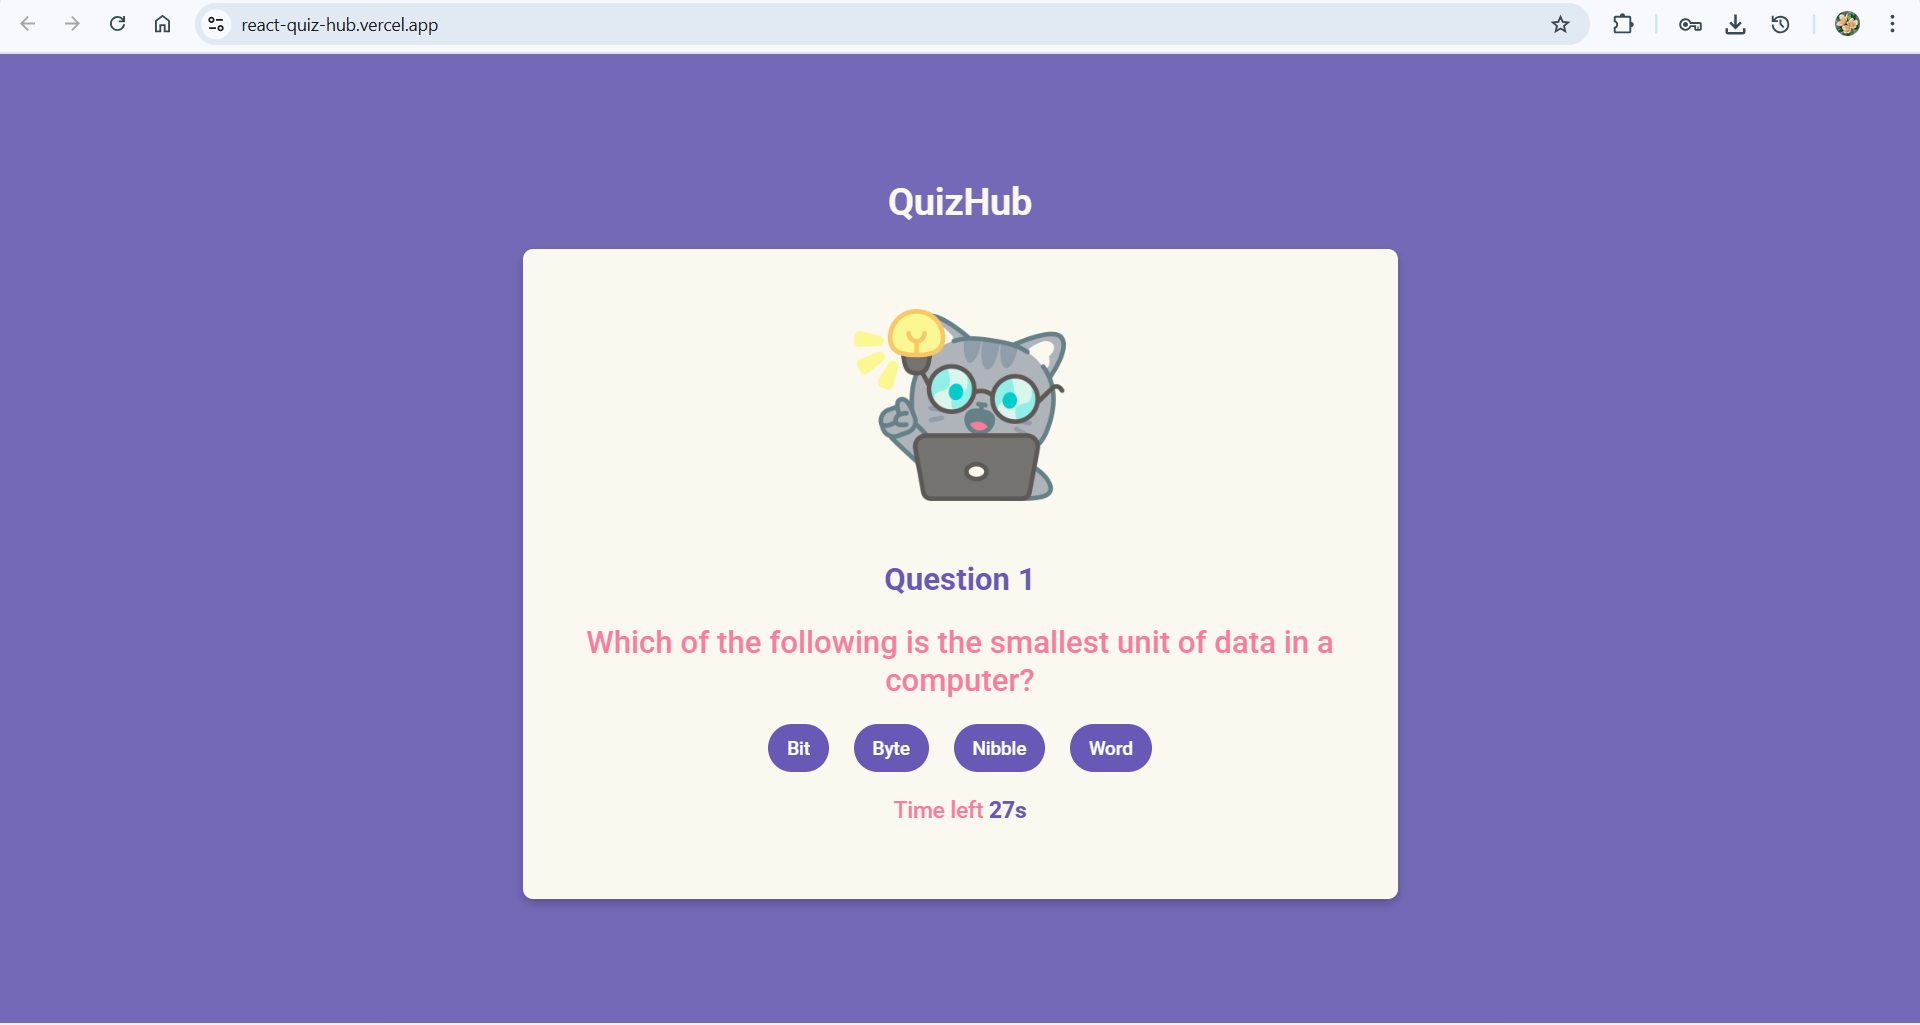 react-quiz-hub.vercel.app
QuizHub
Question 1
Which of the following is the smallest unit of data in a
computer?
Bit Byte Nibble Word
Time left 27s